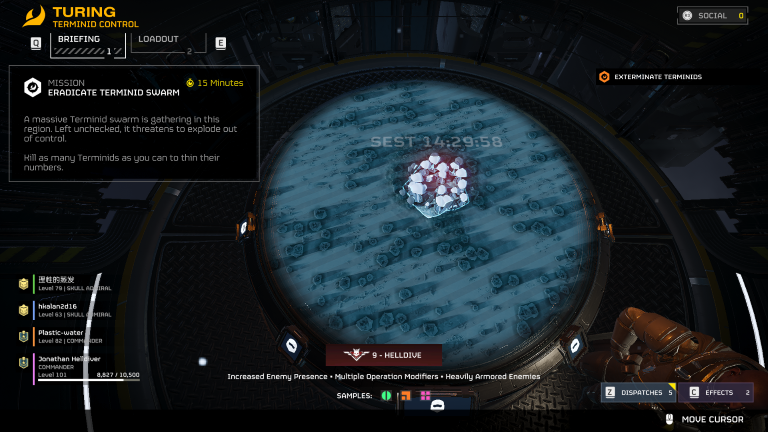 TURING
TERMINID CONTROL
SOCIAL 0
Q
BRIEFING
1
LOADOUT
2
E
MISSION
15 Minutes
ERADICATE TERMINID SWARM
EXTERMINATE TERMINIDS
A massive Terminid swarm is gathering in this
region. Left unchecked, it threatens to explode out
of control.
Kill as many Terminids as you can to thin their
numbers.
SEST 14:29:58
Level 79 | SKULL ADMIRAL
hkalan2d16
Level 63 | SKULL ADMIRAL
Plastic-water
Level 82 | COMMANDER
Jonathan Helldiver
COMMANDER
Level 101 8,827 / 10,500
9 - HELLDIVE
Increased Enemy Presence • Multiple Operation Modifiers • Heavily Armored Enemies
SAMPLES:
Z DISPATCHES 5
C EFFECTS 2
MOVE CURSOR